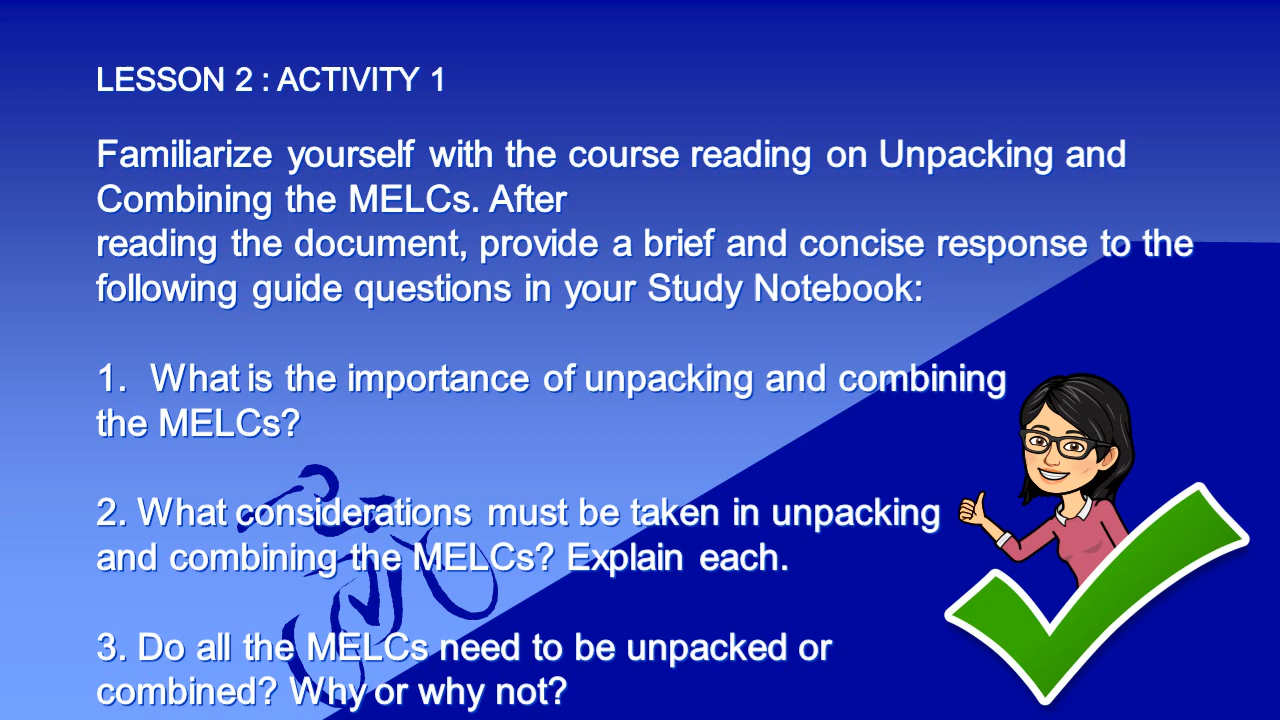 LESSON 2 : ACTIVITY 1
Familiarize yourself with the course reading on Unpacking and
Combining the MELCs. After
reading the document, provide a brief and concise response to the
following guide questions in your Study Notebook:
1. What is the importance of unpacking and combining
the MELCs?
2. What considerations must be taken in unpacking
and combining the MELCs? Explain each.
3. Do all the MELCs need to be unpacked or
combined? Why or why not?